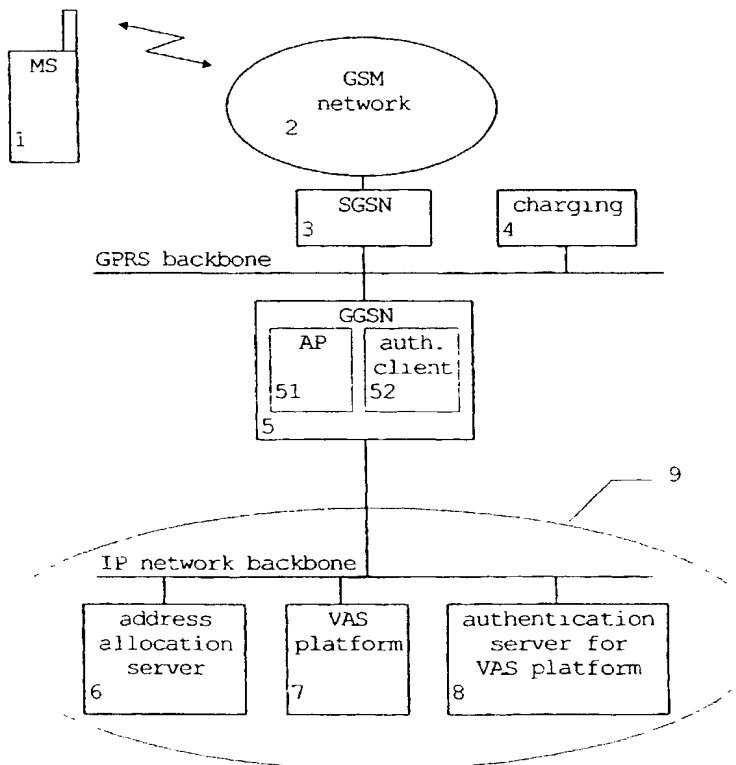 MS
1
GSM
network
2
SGSN
3
charging
4
GPRS backbone
GGSN
AP
51
auth.
client
52
5
9
IP network backbone
address
allocation
server
6
VAS
platform
7
authentication
server for
VAS platform
8